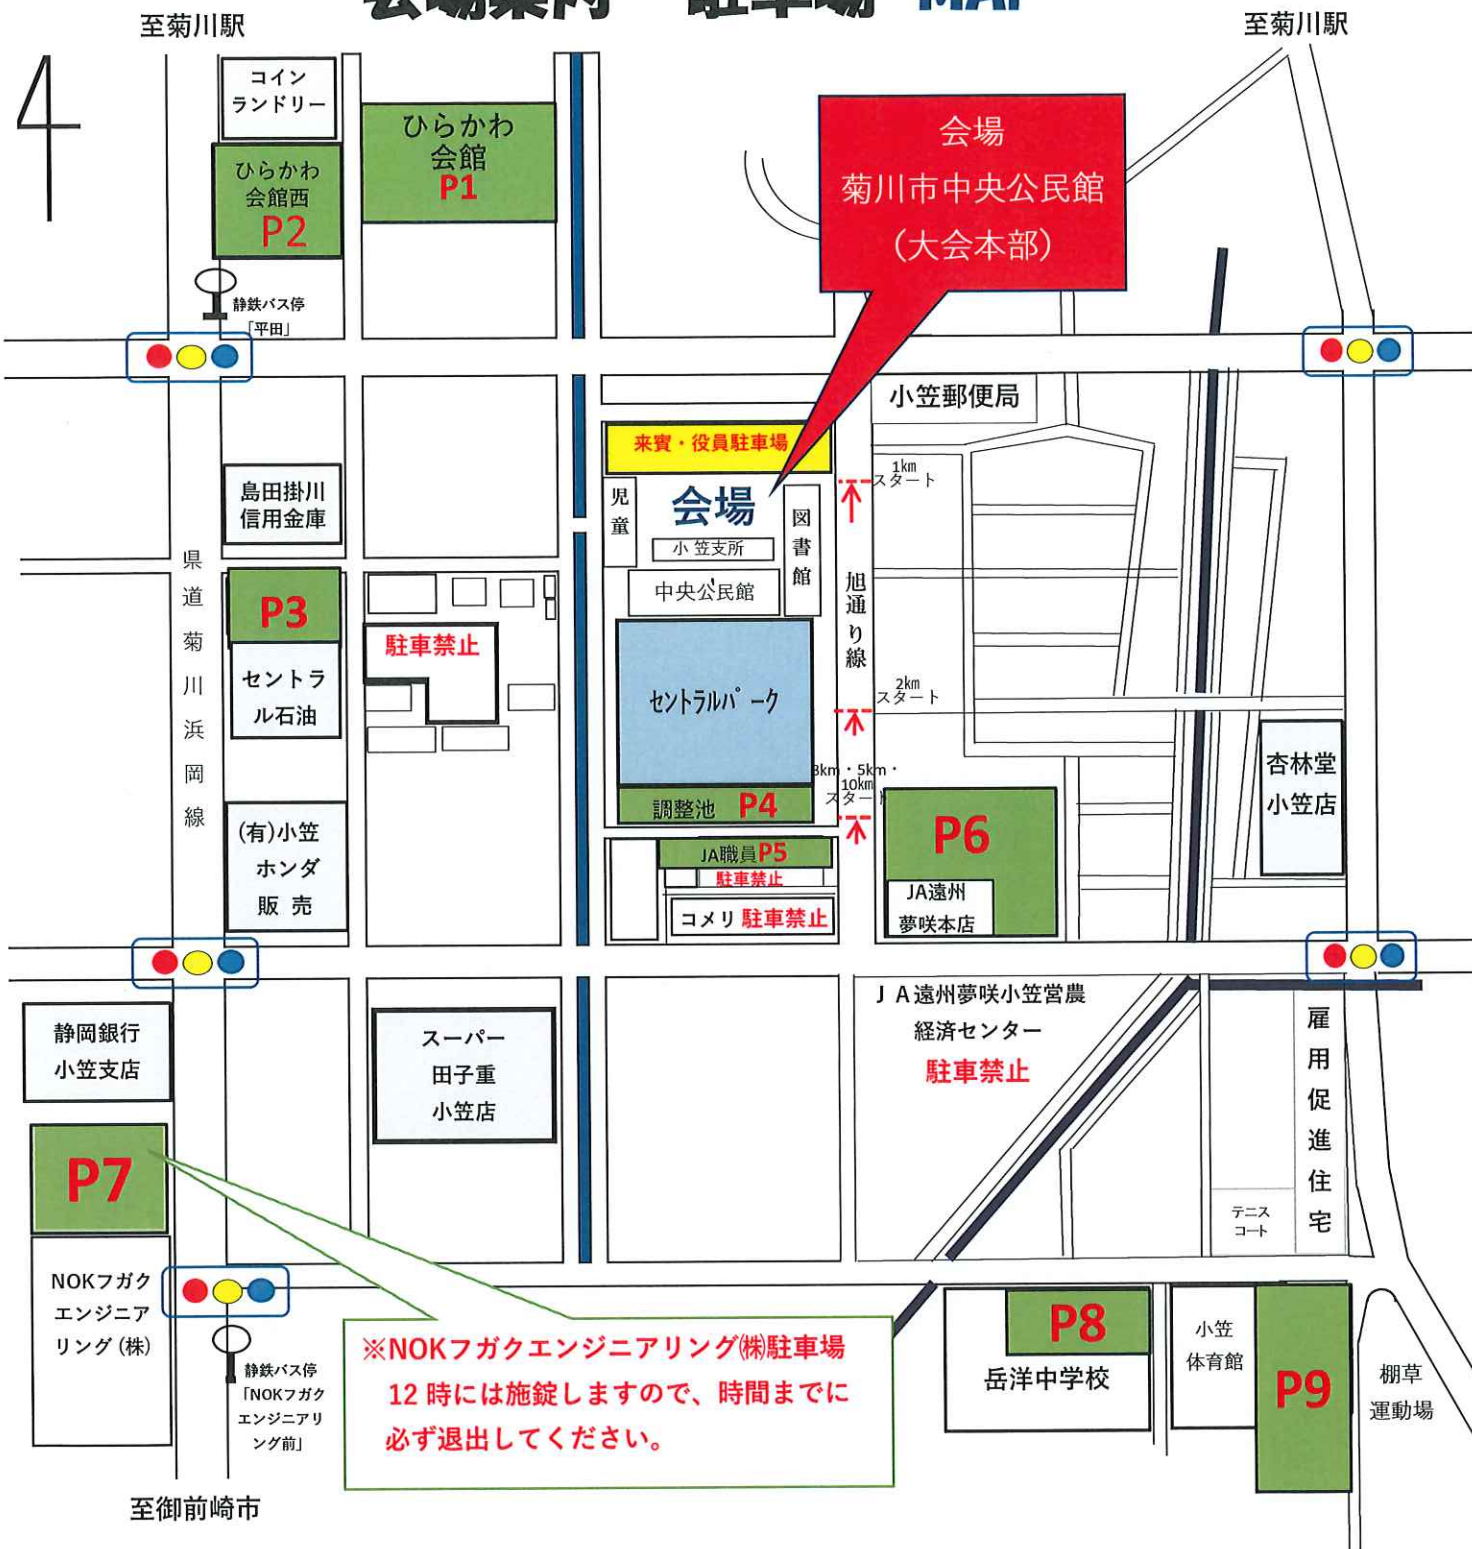 会場案内 駐車場 MAP
至菊川駅
至菊川駅
コイン
ランドリー
ひらかわ
会館
P1
ひらかわ
会館西
P2
会場
菊川市中央公民館
(大会本部)
静鉄バス停
「平田」
小笠郵便局
来賓・役員駐車場
1km
スタート
島田掛川
信用金庫
児童
会場
図書館
小笠支所
中央公民館
県道菊川浜岡線
旭通り線
P3
駐車禁止
セントラ
ル石油
セントラルパーク
2km
スタート
杏林堂
小笠店
3km・5km・
10km
スタート
調整池 P4
P6
(有)小笠
ホンダ
販 売
JA職員P5
駐車禁止
コメリ 駐車禁止
JA遠州
夢咲本店
静岡銀行
小笠支店
スーパー
田子重
小笠店
JA遠州夢咲小笠営農
経済センター
駐車禁止
雇用促進住宅
P7
テニス
コート
NOKフガク
エンジニア
リング(株)
静鉄バス停
「NOKフガク
エンジニアリ
ング前」
※NOKフガクエンジニアリング㈱駐車場
12 時には施錠しますので、時間までに
必ず退出してください。
P8
岳洋中学校
小笠
体育館
P9
棚草
運動場
至御前崎市